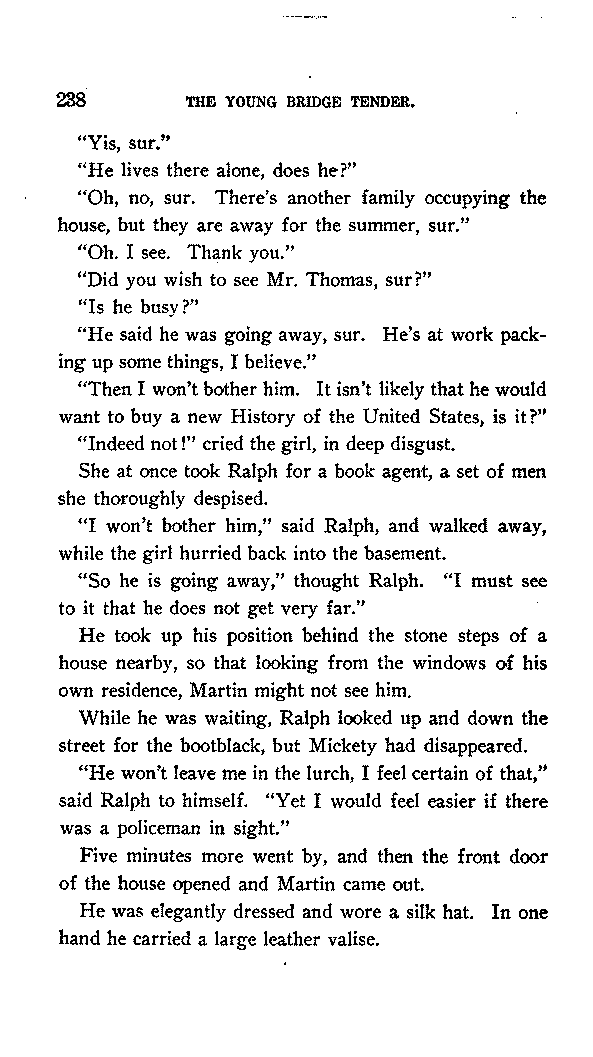 238 THE YOUNG BRIDGE TENDER.
“Yis, sur.”
“He lives there alone, does he?”
“Oh, no, sur. There’s another family occupying the
house, but they are away for the summer, sur.”
“Oh. I see. Thank you.”
“Did you wish to see Mr. Thomas, sur?”
“Is he busy?”
“He said he was going away, sur. He’s at work pack-
ing up some things, I believe.”
“Then I won’t bother him. It isn’t likely that he would
want to buy a new History of the United States, is it?”
“Indeed not!” cried the girl, in deep disgust.
She at once took Ralph for a book agent, a set of men
she thoroughly despised.
“I won’t bother him,” said Ralph, and walked away,
while the girl hurried back into the basement.
“So he is going away,” thought Ralph. “I must see
to it that he does not get very far.”
He took up his position behind the stone steps of a
house nearby, so that looking from the windows of his
own residence, Martin might not see him.
While he was waiting, Ralph looked up and down the
street for the bootblack, but Mickety had disappeared.
“He won’t leave me in the lurch, I feel certain of that,”
said Ralph to himself. “Yet I would feel easier if there
was a policeman in sight.”
Five minutes more went by, and then the front door
of the house opened and Martin came out.
He was elegantly dressed and wore a silk hat. In one
hand he carried a large leather valise.